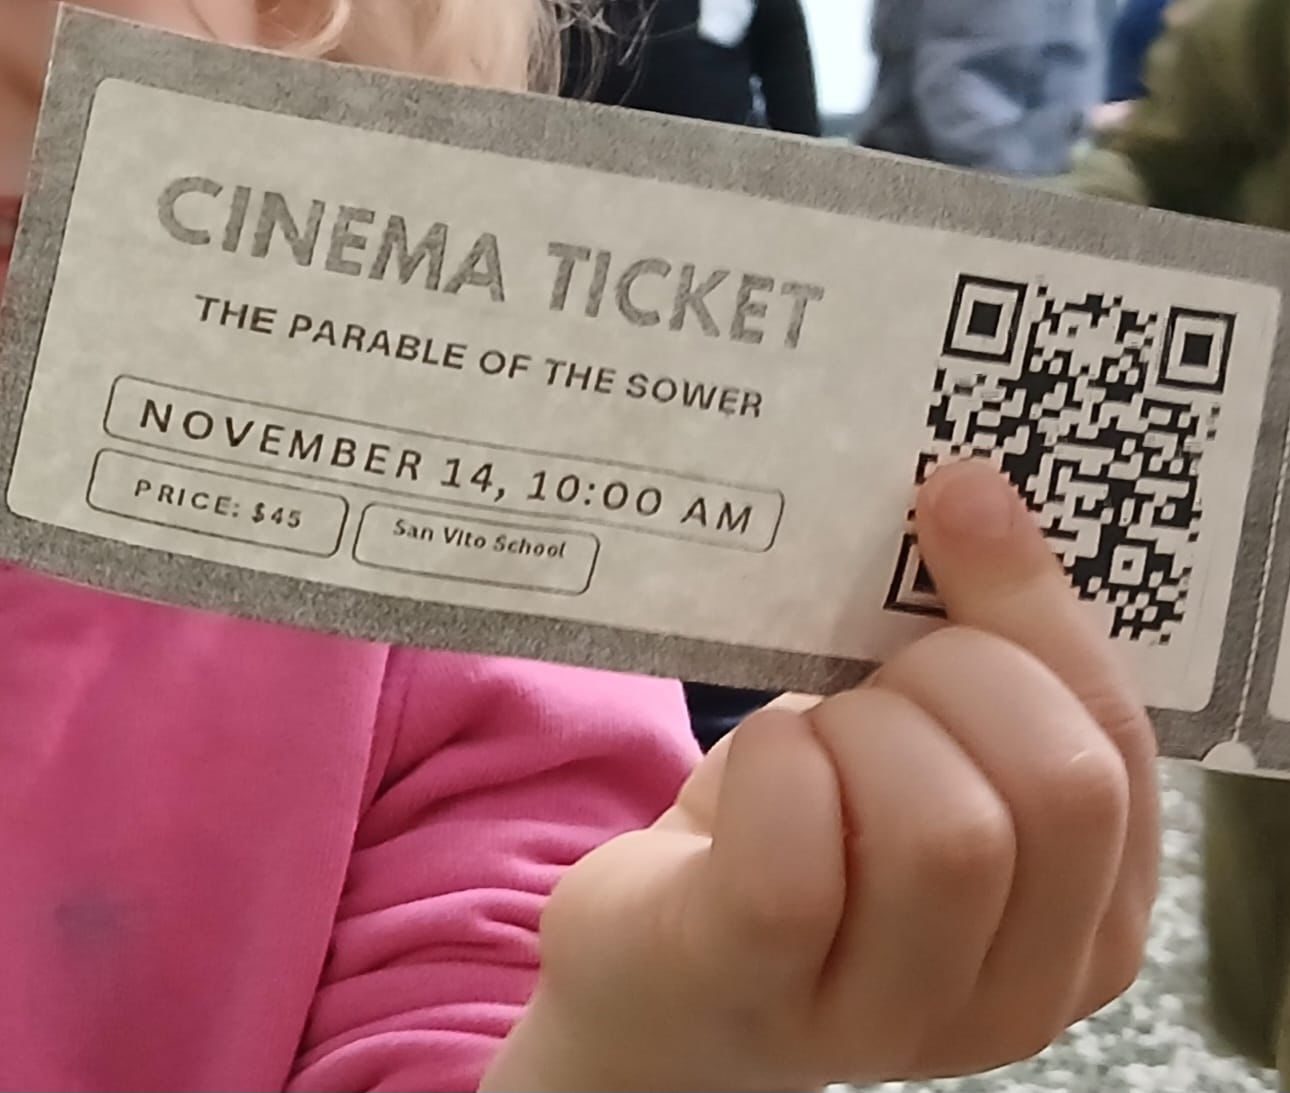 CINEMA TICKET
THE PARABLE OF THE SOWER
NOVEMBER 14, 10:00 AM
PRICE: $45
San Vito School